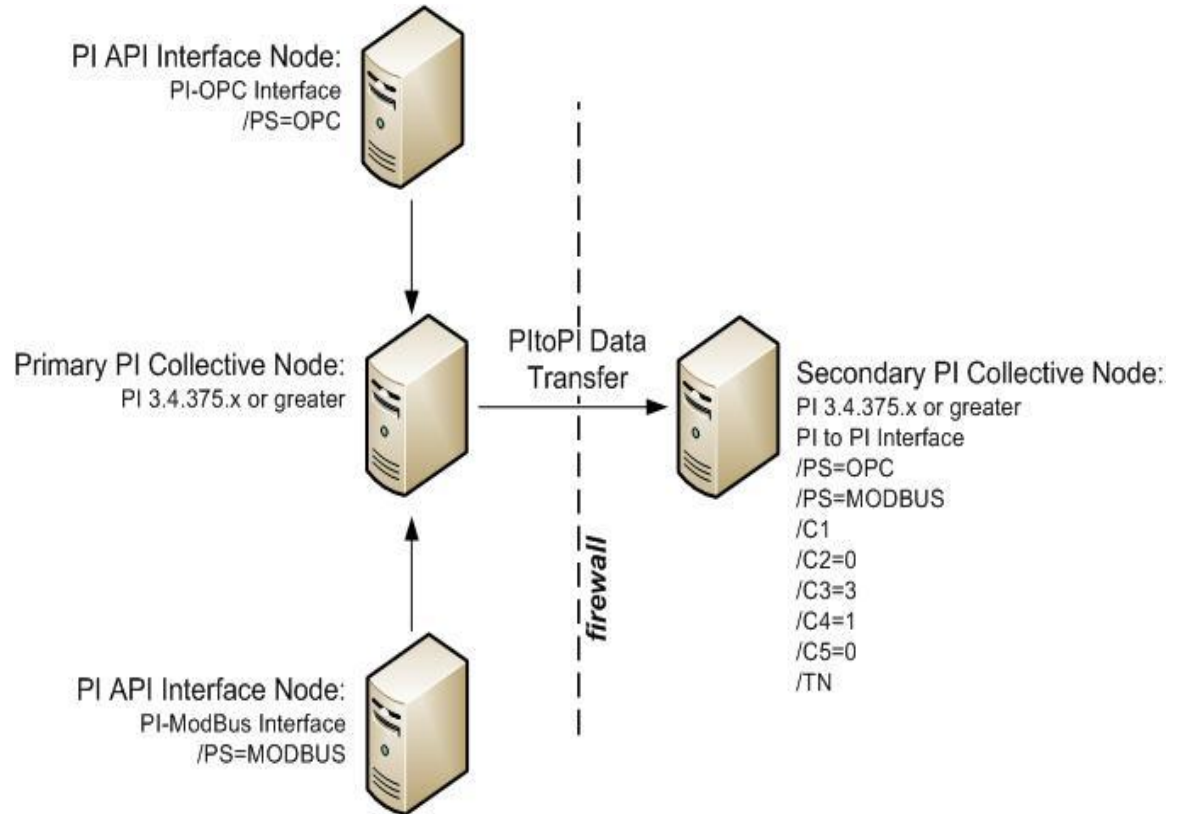 PI API Interface Node:
PI-OPC Interface
/PS=OPC
Primary PI Collective Node:
PI 3.4.375.x or greater
PItoPI Data
Transfer
firewall
Secondary PI Collective Node:
PI 3.4.375.x or greater
PI to PI Interface
/PS=OPC
/PS=MODBUS
/C1
/C2=0
/C3=3
/C4=1
/C5=0
/TN
PI API Interface Node:
PI-ModBus Interface
/PS=MODBUS